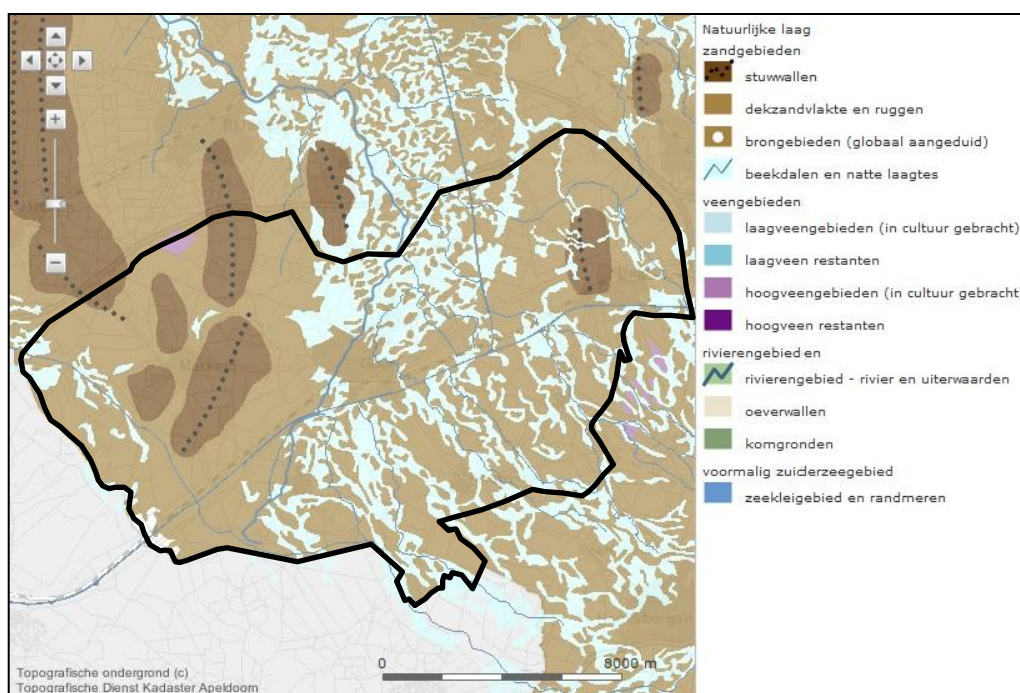 Natuurlijke laag
zandgebieden
stuwwallen
dekzandvlakte en ruggen
brongebieden (globaal aangeduid)
beekdalen en natte laagtes
veengebieden
laagveengebieden (in cultuur gebracht)
laagveen restanten
hoogveengebieden (in cultuur gebracht)
hoogveen restanten
rivierengebieden
rivierengebied - rivier en uiterwaarden
oeverwallen
komgronden
voormalig zuiderzeegebied
zeekleigebied en randmeren
0
8000 m
Topografische ondergrond (c)
Topografische Dienst Kadaster Apeldoorn